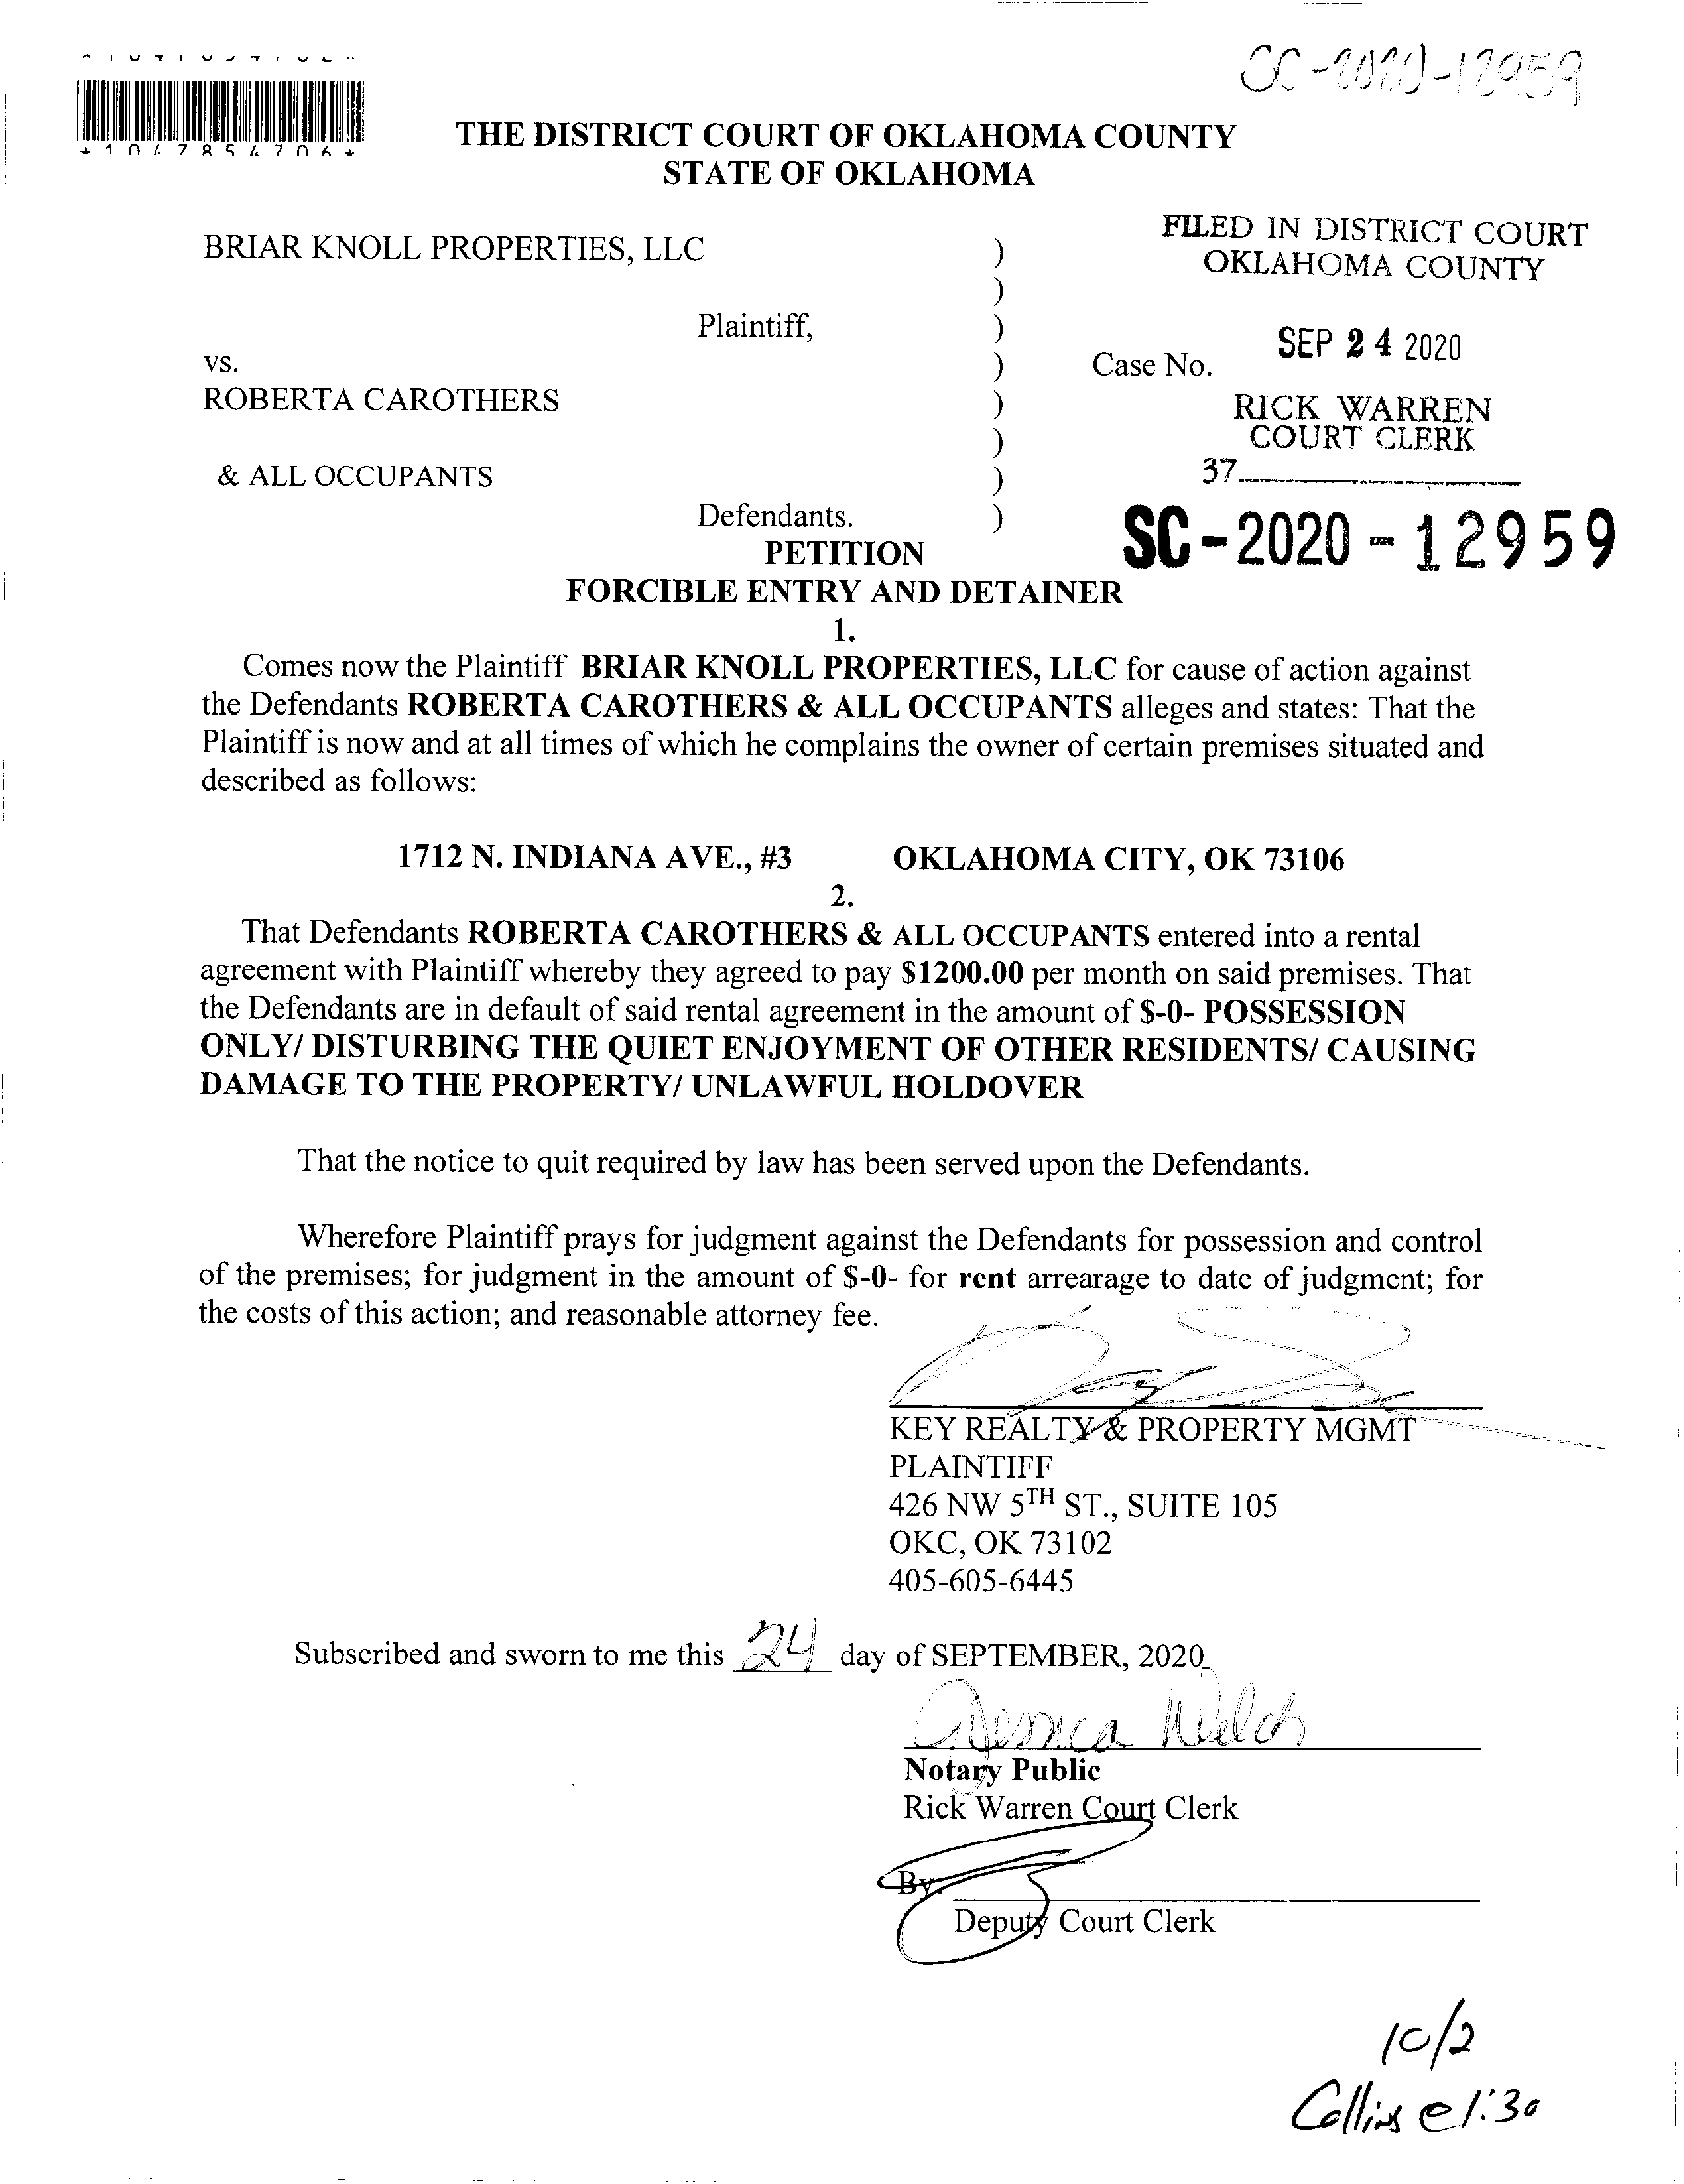 SC-2020-12959
THE DISTRICT COURT OF OKLAHOMA COUNTY
STATE OF OKLAHOMA
FILED IN DISTRICT COURT
OKLAHOMA COUNTY
BRIAR KNOLL PROPERTIES, LLC )
)
Plaintiff, )
SEP 24 2020
vs. ) Case No.
ROBERTA CAROTHERS )
RICK WARREN
COURT CLERK
)
& ALL OCCUPANTS )
37
Defendants. )
SC-2020-12959
PETITION
FORCIBLE ENTRY AND DETAINER
1.
Comes now the Plaintiff BRIAR KNOLL PROPERTIES, LLC for cause of action against
the Defendants ROBERTA CAROTHERS & ALL OCCUPANTS alleges and states: That the
Plaintiff is now and at all times of which he complains the owner of certain premises situated and
described as follows:
1712 N. INDIANA AVE., #3 OKLAHOMA CITY, OK 73106
2.
That Defendants ROBERTA CAROTHERS & ALL OCCUPANTS entered into a rental
agreement with Plaintiff whereby they agreed to pay $1200.00 per month on said premises. That
the Defendants are in default of said rental agreement in the amount of $-0- POSSESSION
ONLY/ DISTURBING THE QUIET ENJOYMENT OF OTHER RESIDENTS/ CAUSING
DAMAGE TO THE PROPERTY/ UNLAWFUL HOLDOVER
That the notice to quit required by law has been served upon the Defendants.
Wherefore Plaintiff prays for judgment against the Defendants for possession and control
of the premises; for judgment in the amount of $-0- for rent arrearage to date of judgment; for
the costs of this action; and reasonable attorney fee.
KEY REALTY & PROPERTY MGMT
PLAINTIFF
426 NW 5TH ST., SUITE 105
OKC, OK 73102
405-605-6445
Subscribed and sworn to me this 24 day of SEPTEMBER, 2020
Jessica Welch
Notary Public
Rick Warren Court Clerk
By:
Deputy Court Clerk
10/2
Collins @ 1:30